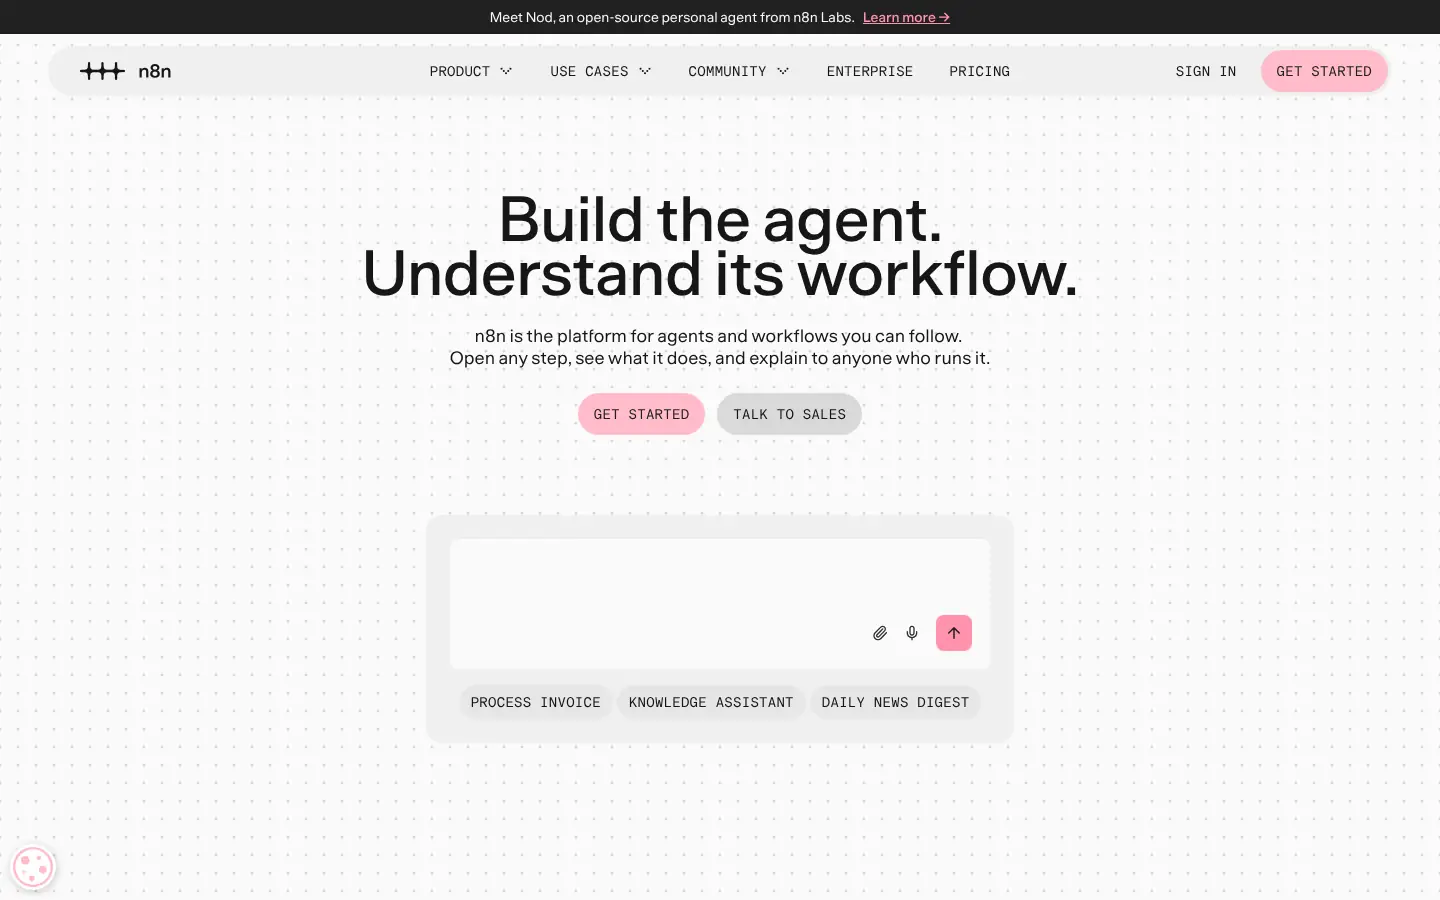 Meet Nod, an open-source personal agent from n8n Labs. Learn more →
n8n
PRODUCT
USE CASES
COMMUNITY
ENTERPRISE
PRICING
SIGN IN
GET STARTED
Build the agent.
Understand its workflow.
n8n is the platform for agents and workflows you can follow.
Open any step, see what it does, and explain to anyone who runs it.
GET STARTED
TALK TO SALES
PROCESS INVOICE
KNOWLEDGE ASSISTANT
DAILY NEWS DIGEST